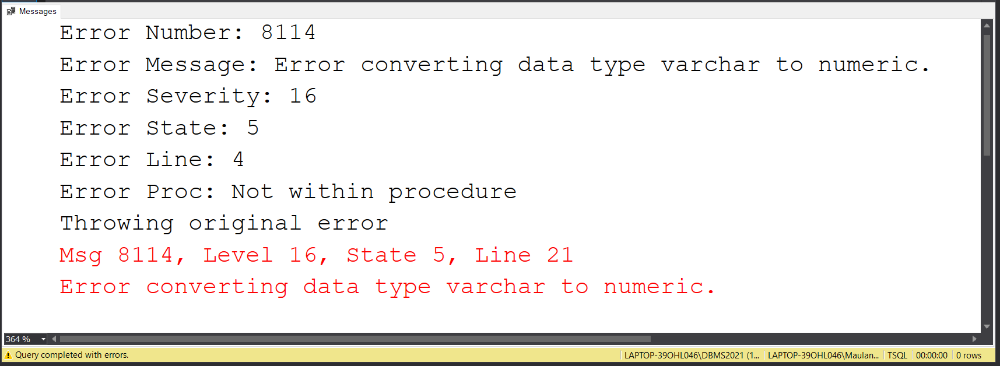 Messages
Error Number: 8114
Error Message: Error converting data type varchar to numeric.
Error Severity: 16
Error State: 5
Error Line: 4
Error Proc: Not within procedure
Throwing original error
Msg 8114, Level 16, State 5, Line 21
Error converting data type varchar to numeric.
364 %
Query completed with errors. LAPTOP-39OHL046\DBMS2021 (1... LAPTOP-39OHL046\Maulan... TSQL 00:00:00 0 rows